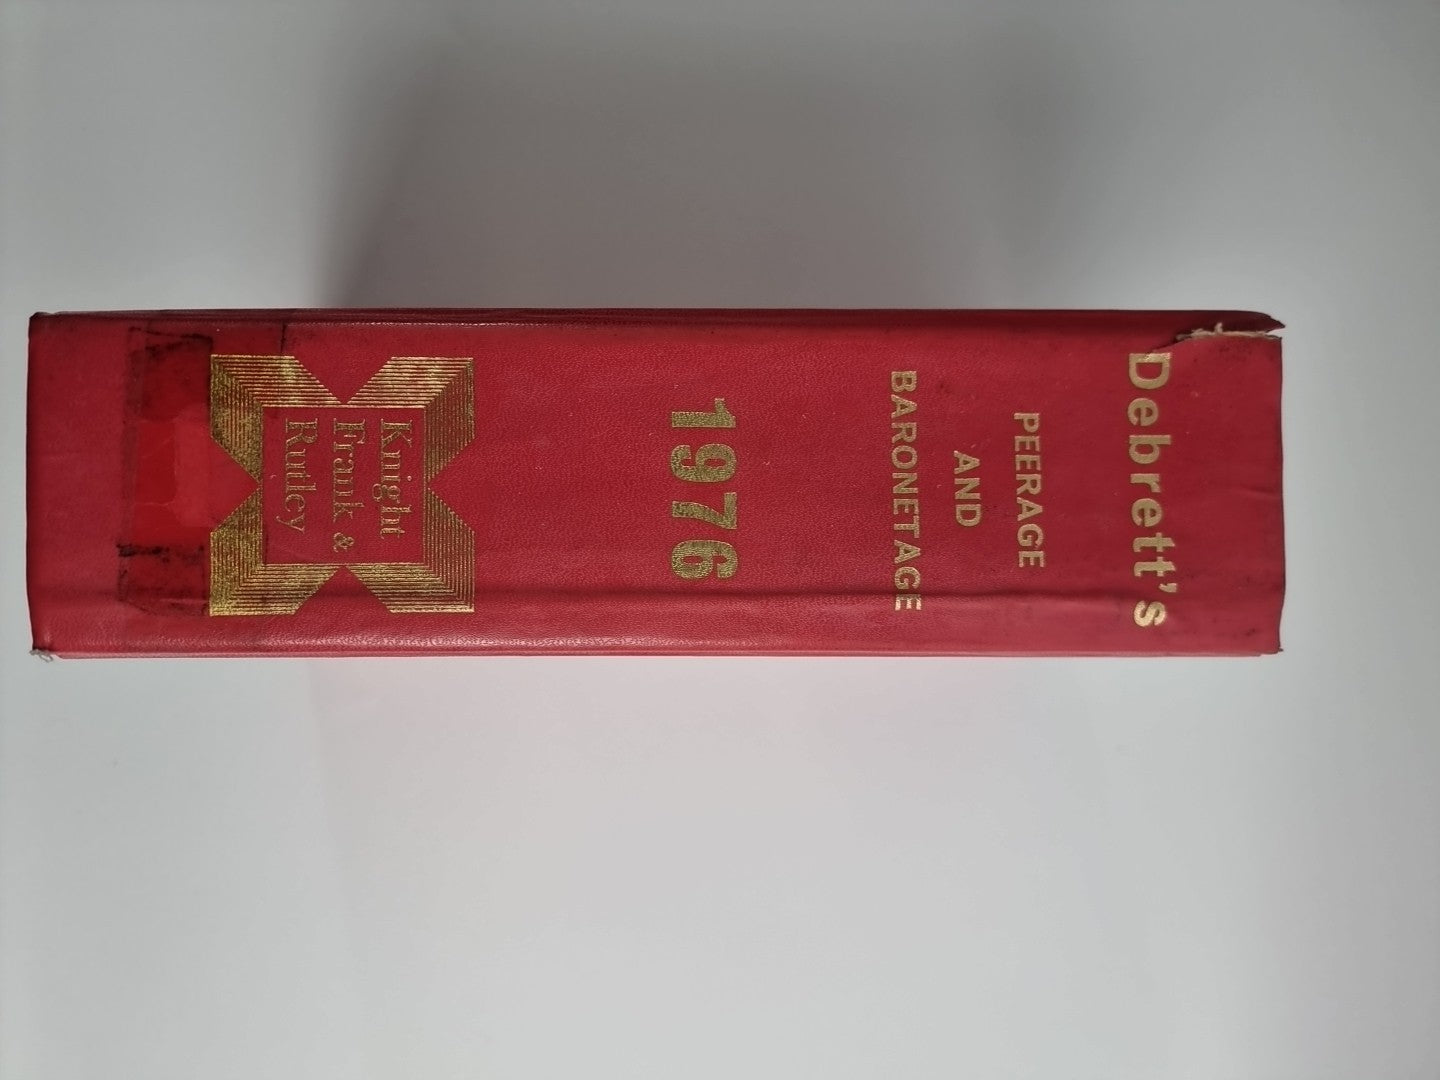 Debrett's
PEERAGE
AND
BARONETAGE
1976
Knight
Frank &
Rutley